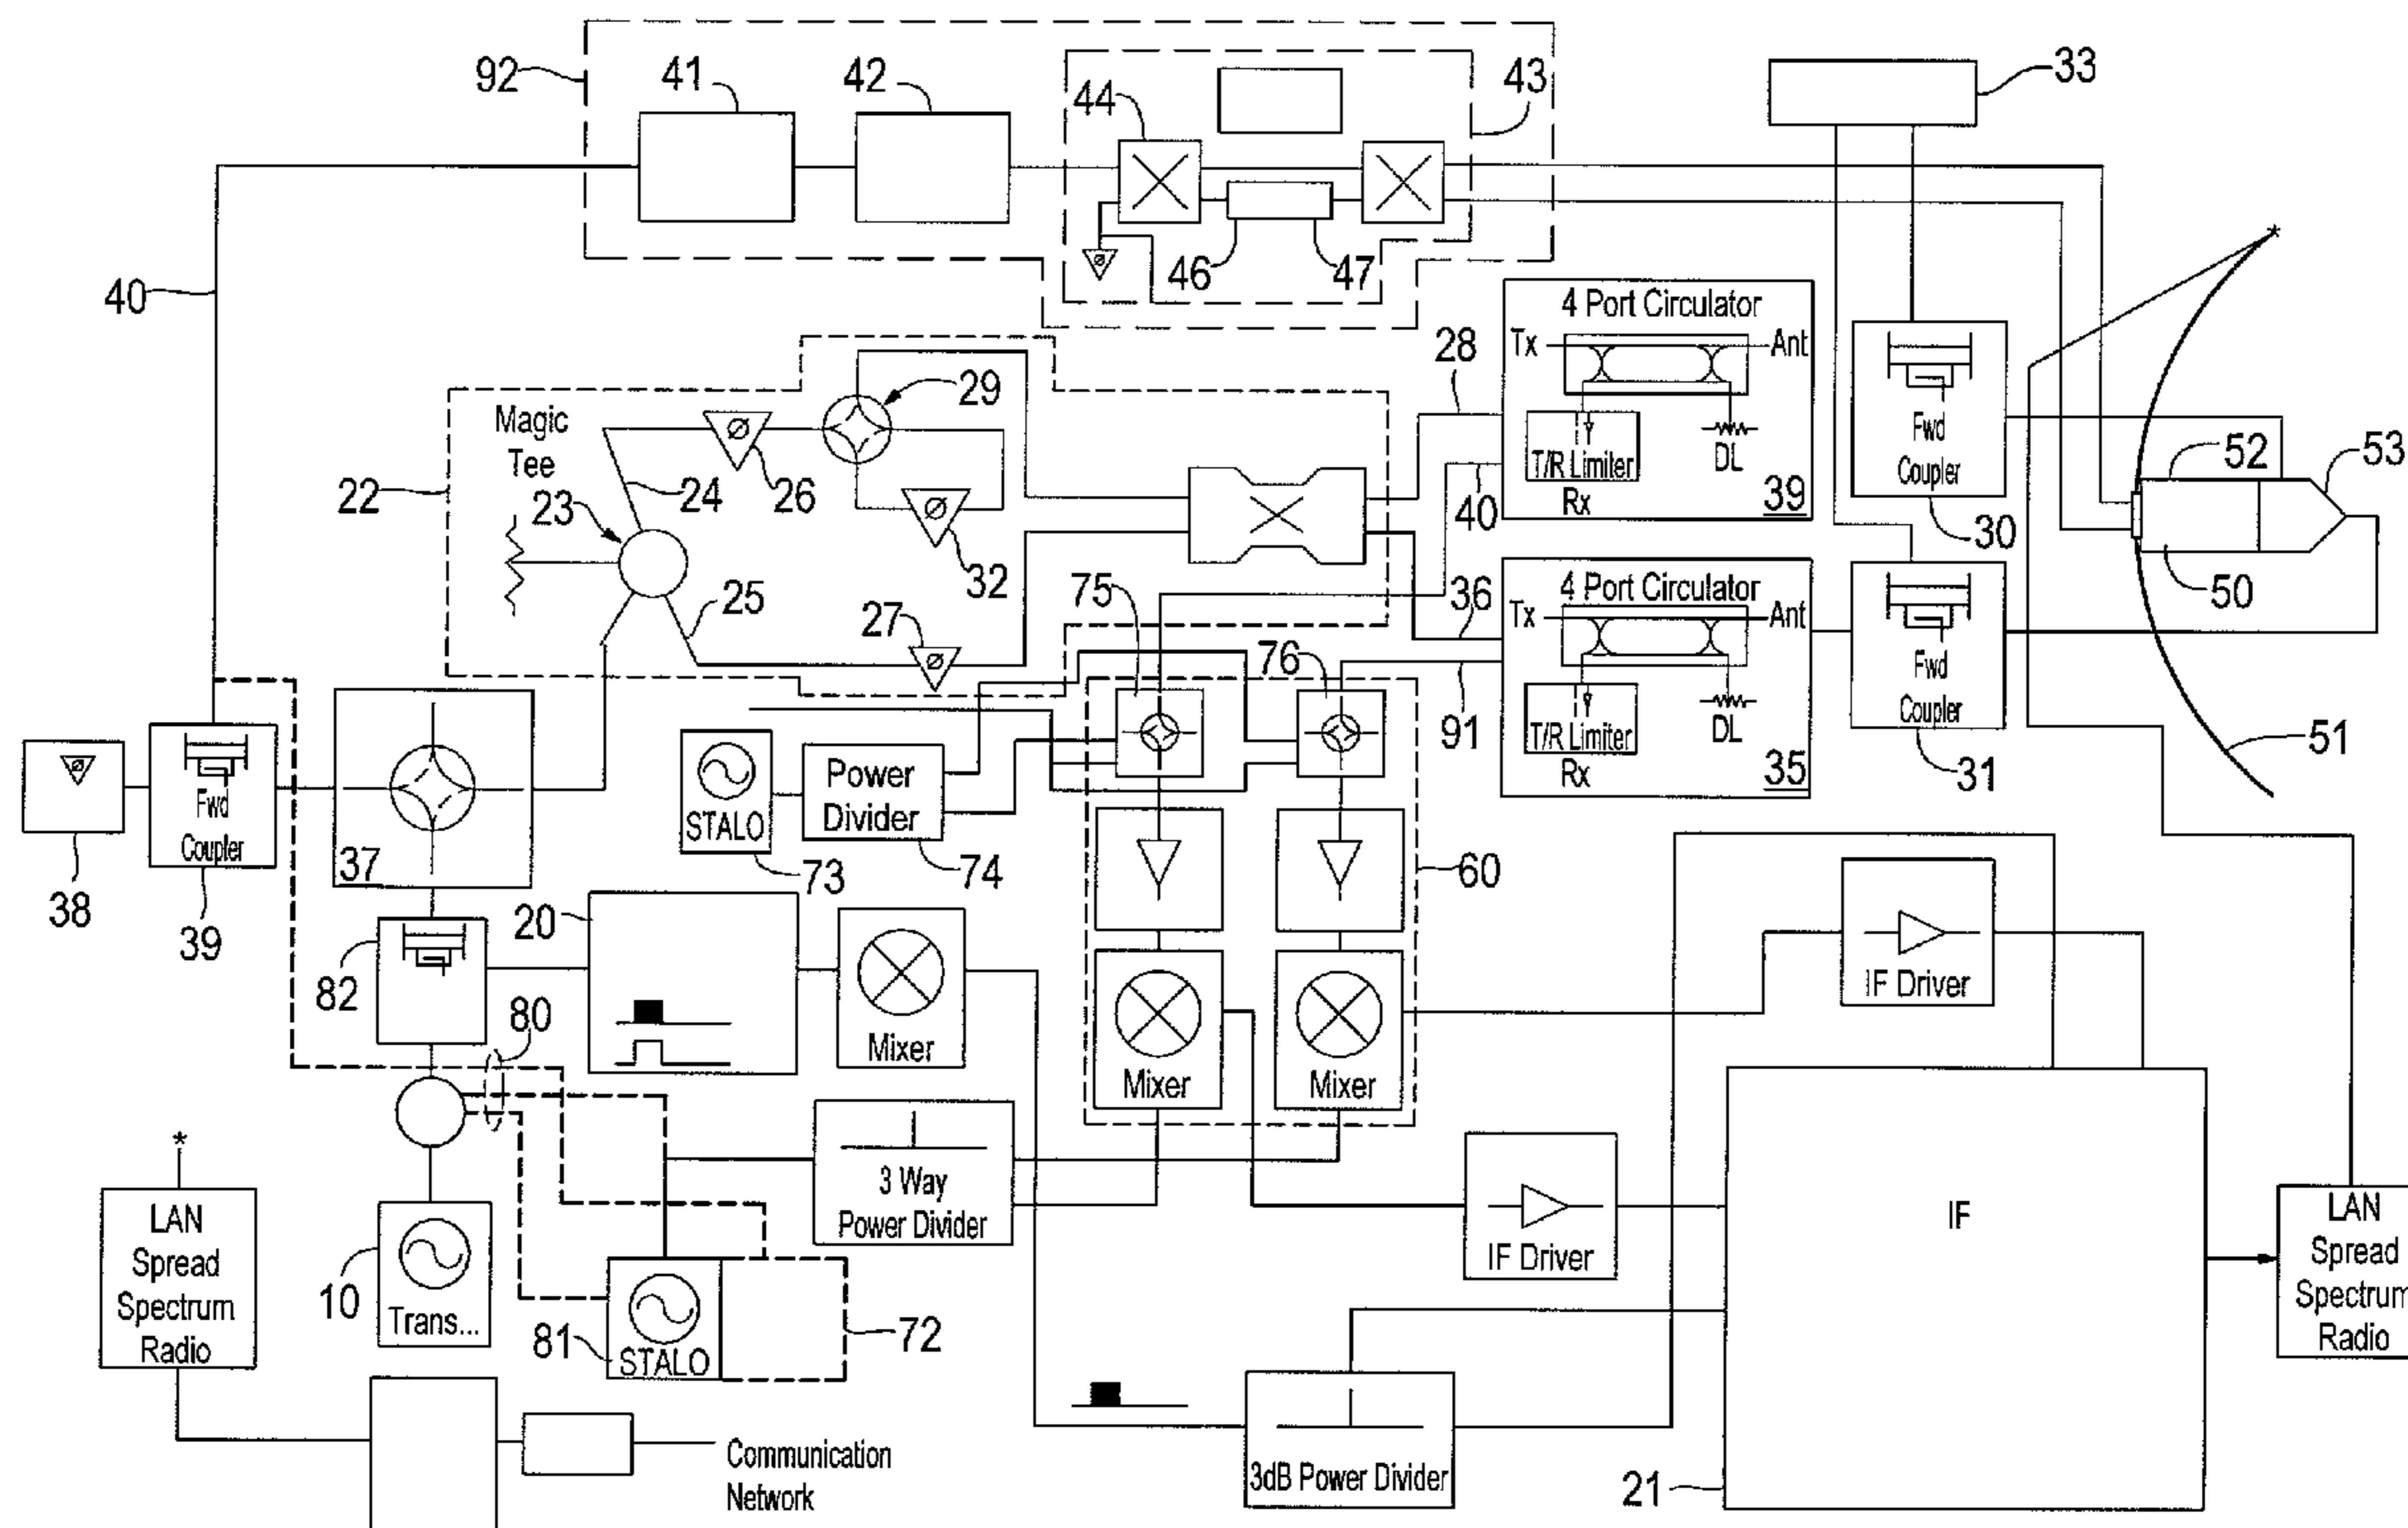 92
41
42
44
43
33
46
47
40
4 Port Circulator
Tx
Ant
T/R Limiter
DL
Rx
39
28
40
Fwd
Coupler
30
52
53
50
51
Magic
Tee
22
23
24
25
26
27
29
32
75
76
36
91
4 Port Circulator
Tx
Ant
T/R Limiter
DL
Rx
35
Fwd
Coupler
31
38
Fwd
Coupler
39
37
STALO
73
Power
Divider
74
60
82
20
Mixer
Mixer
Mixer
IF Driver
80
*
*
LAN
Spread
Spectrum
Radio
10
Trans...
3 Way
Power Divider
81
STALO
72
IF Driver
IF
21
LAN
Spread
Spectrum
Radio
3dB Power Divider
Communication
Network